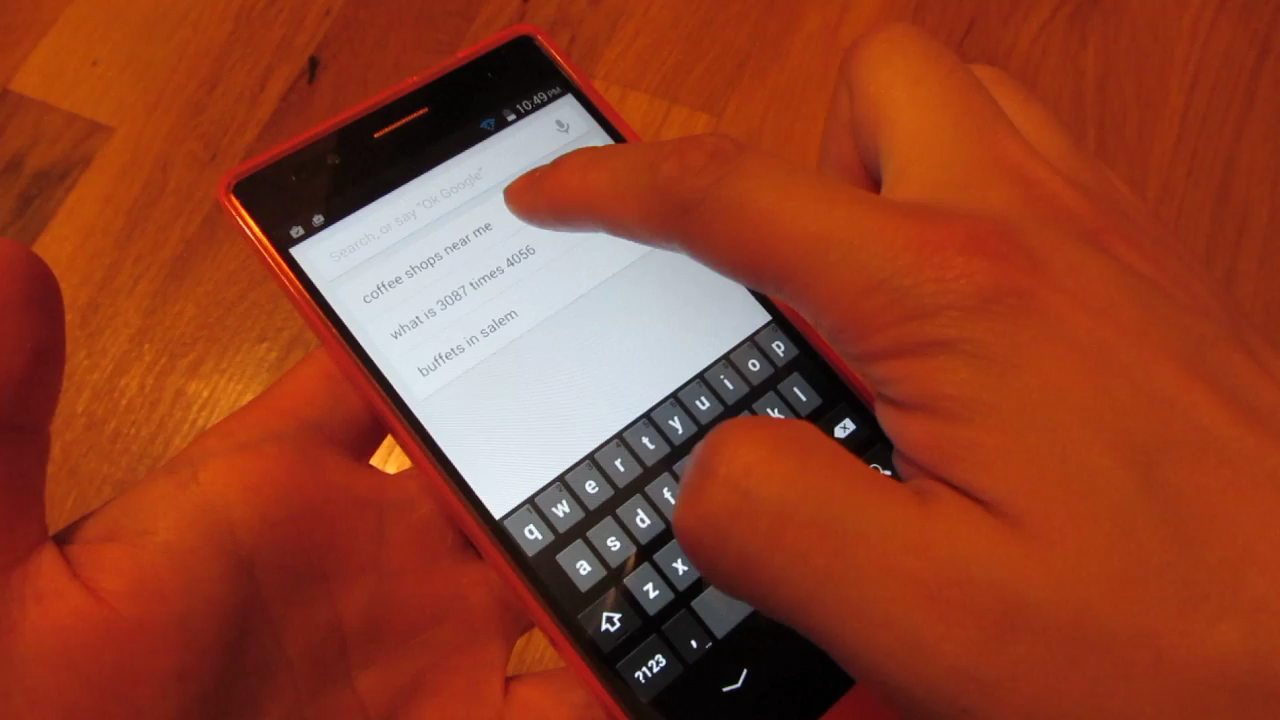 10:49 PM
Search, or say "Ok Google"
coffee shops near me
what is 3087 times 4056
buffets in salem
q w e r t y u i o p
a s d f k l
z x
?123 ,